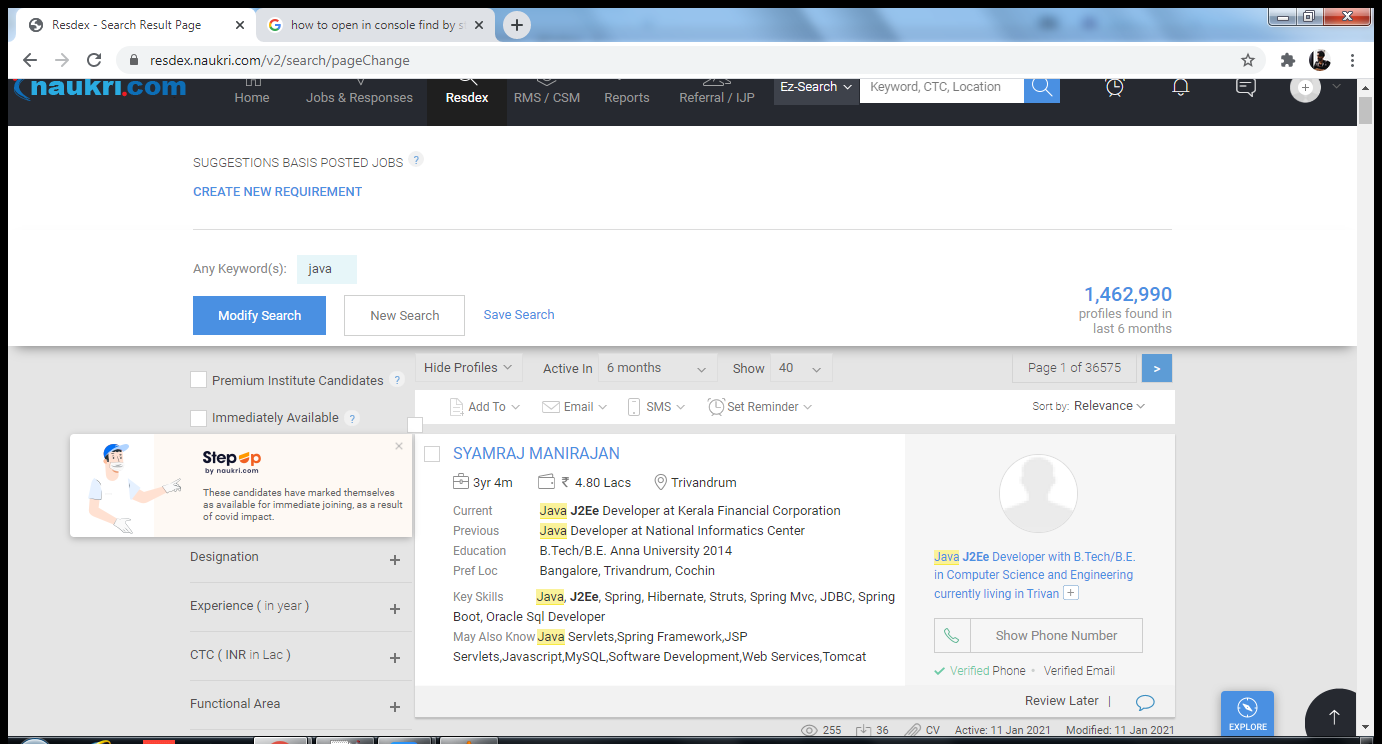 Resdex - Search Result Page
how to open in console find by s
resdex.naukri.com/v2/search/pageChange
naukri.com
Home
Jobs & Responses
Resdex
RMS / CSM
Reports
Referral / IJP
Ez-Search
Keyword, CTC, Location
SUGGESTIONS BASIS POSTED JOBS ?
CREATE NEW REQUIREMENT
Any Keyword(s): java
1,462,990
profiles found in
last 6 months
Modify Search
New Search
Save Search
Premium Institute Candidates ?
Immediately Available ?
Step up
by naukri.com
These candidates have marked themselves
as available for immediate joining, as a result
of covid impact.
Designation +
Experience ( in year ) +
CTC ( INR in Lac ) +
Functional Area +
Hide Profiles
Active In 6 months
Show 40
Page 1 of 36575 >
Add To
Email
SMS
Set Reminder
Sort by: Relevance
SYAMRAJ MANIRAJAN
3yr 4m ₹ 4.80 Lacs Trivandrum
Current Java J2Ee Developer at Kerala Financial Corporation
Previous Java Developer at National Informatics Center
Education B.Tech/B.E. Anna University 2014
Pref Loc Bangalore, Trivandrum, Cochin
Key Skills Java, J2Ee, Spring, Hibernate, Struts, Spring Mvc, JDBC, Spring
Boot, Oracle Sql Developer
May Also Know Java Servlets,Spring Framework,JSP
Servlets,Javascript,MySQL,Software Development,Web Services,Tomcat
Java J2Ee Developer with B.Tech/B.E.
in Computer Science and Engineering
currently living in Trivan +
Show Phone Number
Verified Phone • Verified Email
Review Later |
255 36 CV Active: 11 Jan 2021 Modified: 11 Jan 2021
EXPLORE